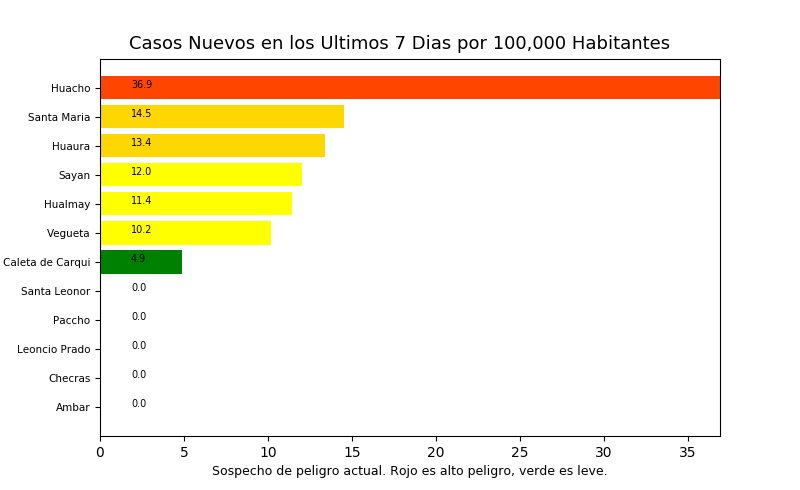 Casos Nuevos en los Ultimos 7 Dias por 100,000 Habitantes
Huacho 36.9
Santa Maria 14.5
Huaura 13.4
Sayan 12.0
Hualmay 11.4
Vegueta 10.2
Caleta de Carqui 4.9
Santa Leonor 0.0
Paccho 0.0
Leoncio Prado 0.0
Checras 0.0
Ambar 0.0
0 5 10 15 20 25 30 35
Sospecho de peligro actual. Rojo es alto peligro, verde es leve.